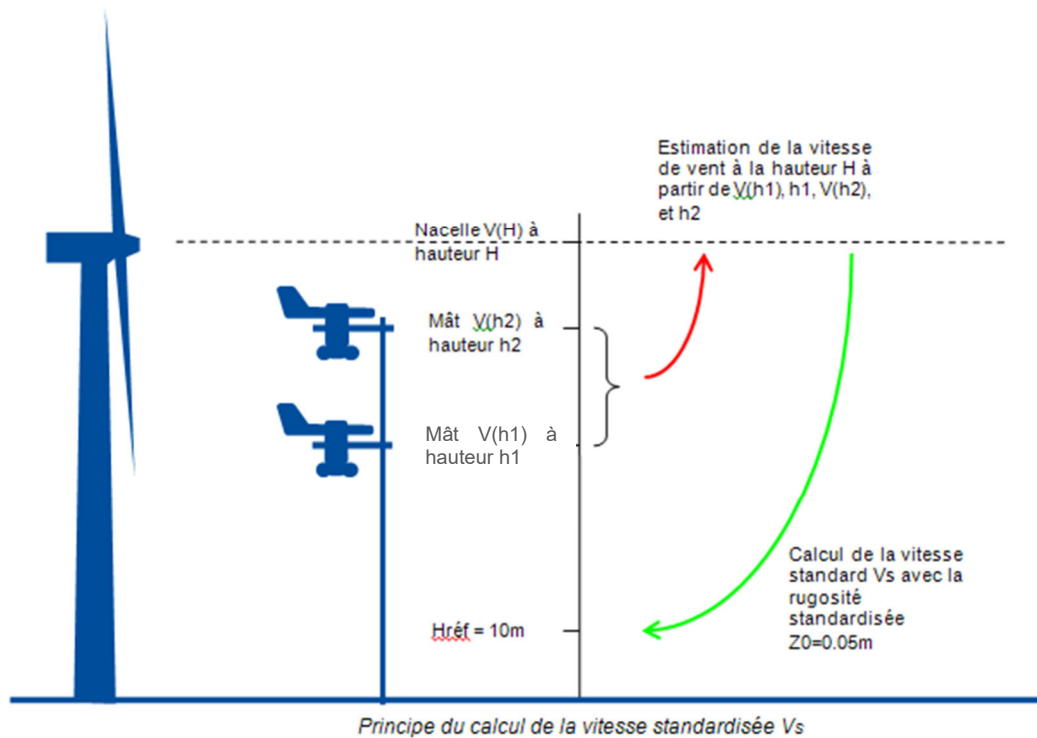 Estimation de la vitesse
de vent à la hauteur H à
partir de V(h1), h1, V(h2),
et h2
Nacelle V(H) à
hauteur H
Mât V(h2) à
hauteur h2
Mât V(h1) à
hauteur h1
Calcul de la vitesse
standard Vs avec la
rugosité
standardisée
Z0=0.05m
Hréf = 10m
Principe du calcul de la vitesse standardisée Vs